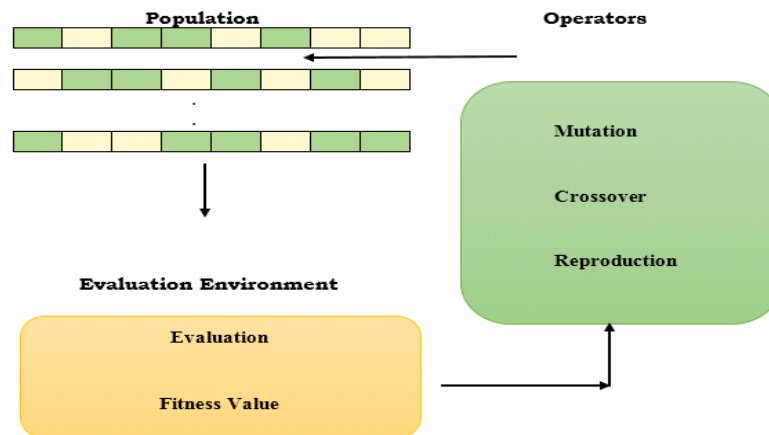 Population
Operators
Mutation
Crossover
Reproduction
Evaluation Environment
Evaluation
Fitness Value